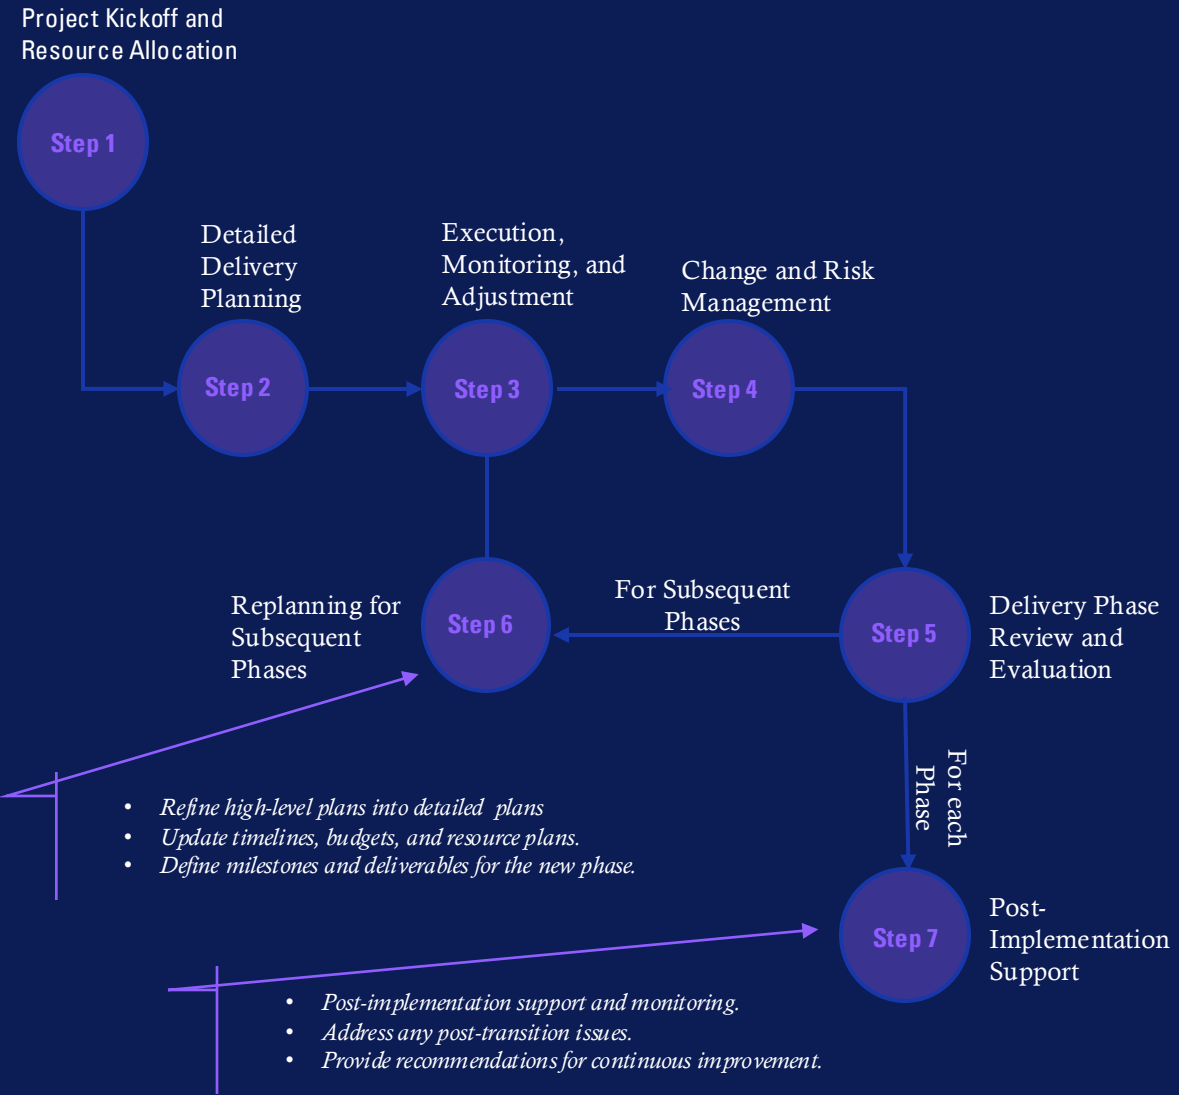 Project Kickoff and
Resource Allocation
Step 1
Detailed
Delivery
Planning
Execution,
Monitoring, and
Adjustment
Change and Risk
Management
Step 2
Step 3
Step 4
Replanning for
Subsequent
Phases
Step 6
For Subsequent
Phases
Step 5
Delivery Phase
Review and
Evaluation
For each
Phase
• Refine high-level plans into detailed plans
• Update timelines, budgets, and resource plans.
• Define milestones and deliverables for the new phase.
Step 7
Post-
Implementation
Support
• Post-implementation support and monitoring.
• Address any post-transition issues.
• Provide recommendations for continuous improvement.